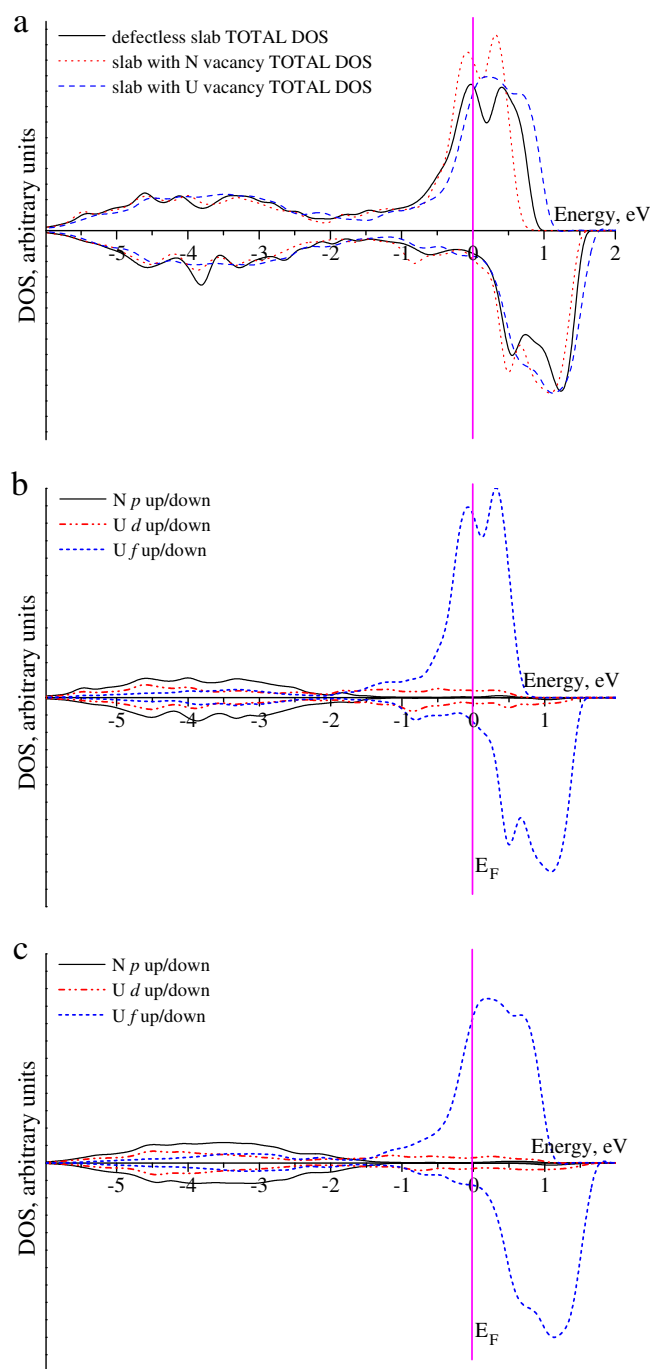 a
defectless slab TOTAL DOS
slab with N vacancy TOTAL DOS
slab with U vacancy TOTAL DOS
DOS, arbitrary units
Energy, eV
-5 -4 -3 -2 -1 0 1 2
b
N p up/down
U d up/down
U f up/down
DOS, arbitrary units
Energy, eV
-5 -4 -3 -2 -1 0 1
E_F
c
N p up/down
U d up/down
U f up/down
DOS, arbitrary units
Energy, eV
-5 -4 -3 -2 -1 0 1
E_F